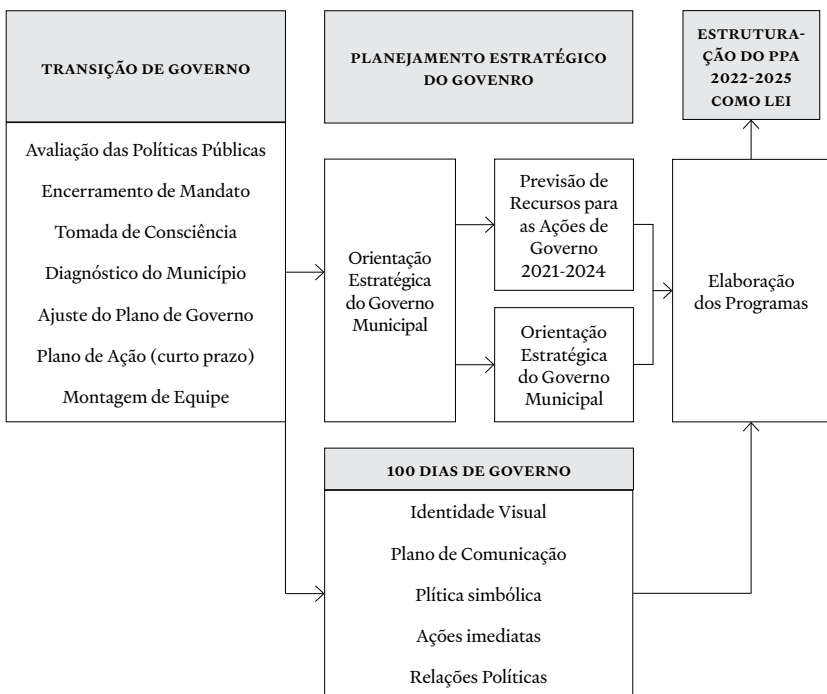 TRANSIÇÃO DE GOVERNO
Avaliação das Políticas Públicas
Encerramento de Mandato
Tomada de Consciência
Diagnóstico do Município
Ajuste do Plano de Governo
Plano de Ação (curto prazo)
Montagem de Equipe
PLANEJAMENTO ESTRATÉGICO
DO GOVENRO
Orientação
Estratégica
do Governo
Municipal
Previsão de
Recursos para
as Ações de
Governo
2021-2024
Orientação
Estratégica
do Governo
Municipal
ESTRUTURA-
ÇÃO DO PPA
2022-2025
COMO LEI
Elaboração
dos Programas
100 DIAS DE GOVERNO
Identidade Visual
Plano de Comunicação
Plítica simbólica
Ações imediatas
Relações Políticas